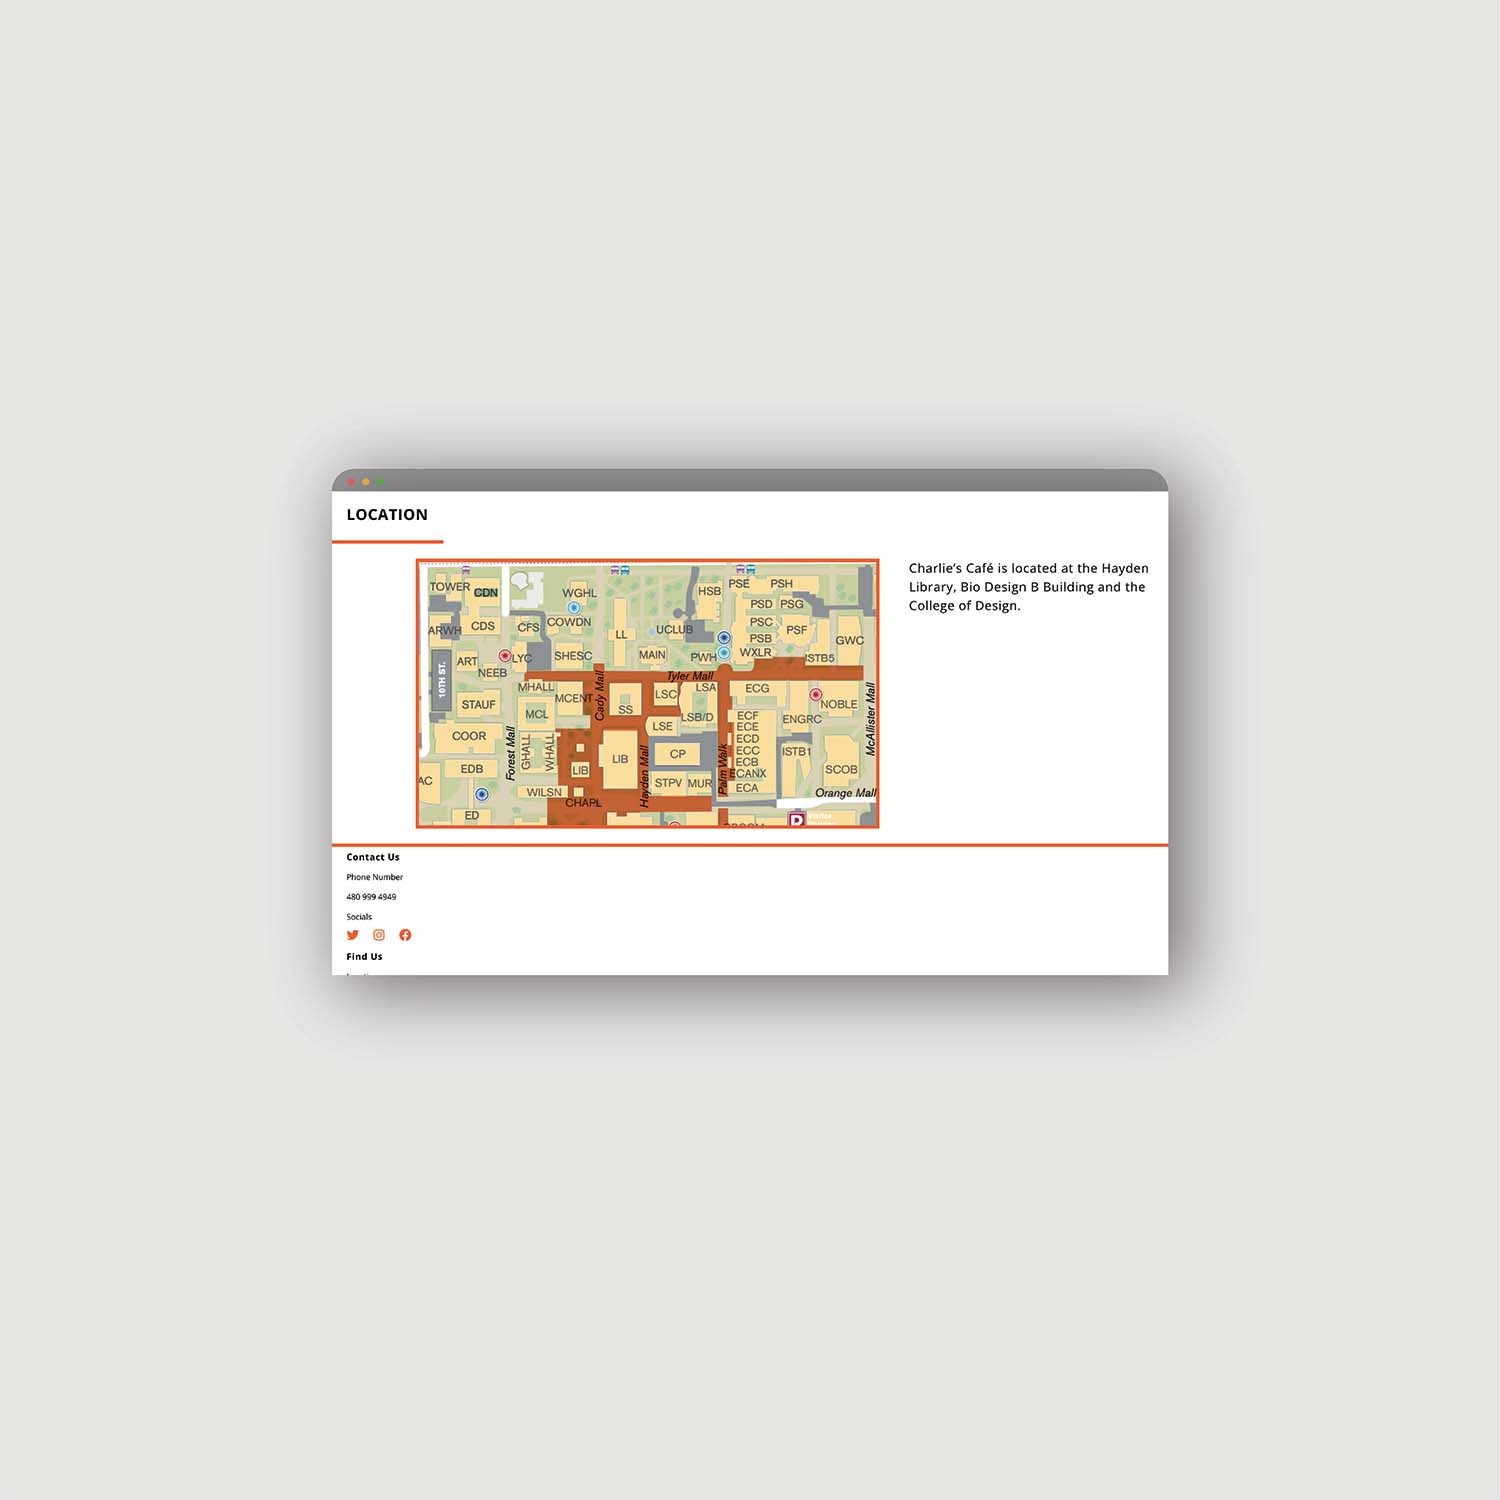 LOCATION
Charlie's Café is located at the Hayden
Library, Bio Design B Building and the
College of Design.
TOWER
CDN
WGHL
HSB
PSE
PSH
PSD
PSG
ARWH
CDS
CFS
COWDN
LL
UCLUB
PSC
PSB
PSF
GWC
ART
LYC
NEEB
SHESC
MAIN
PWH
WXLR
ISTB5
10TH ST.
Tyler Mall
MHALL
MCENT
Cady Mall
LSC
LSA
ECG
NOBLE
McAllister Mall
STAUF
MCL
SS
LSB/D
LSE
ECF
ECE
ECD
ECC
ECB
ECANX
ECA
ENGRC
COOR
Forest Mall
GHALL
WHALL
LIB
LIB
Hayden Mall
CP
Palm Walk
ISTB1
SCOB
AC
EDB
STPV
MUR
WILSN
CHAPL
Orange Mall
ED
Visitor
Contact Us
Phone Number
480 999 4949
Socials
Find Us